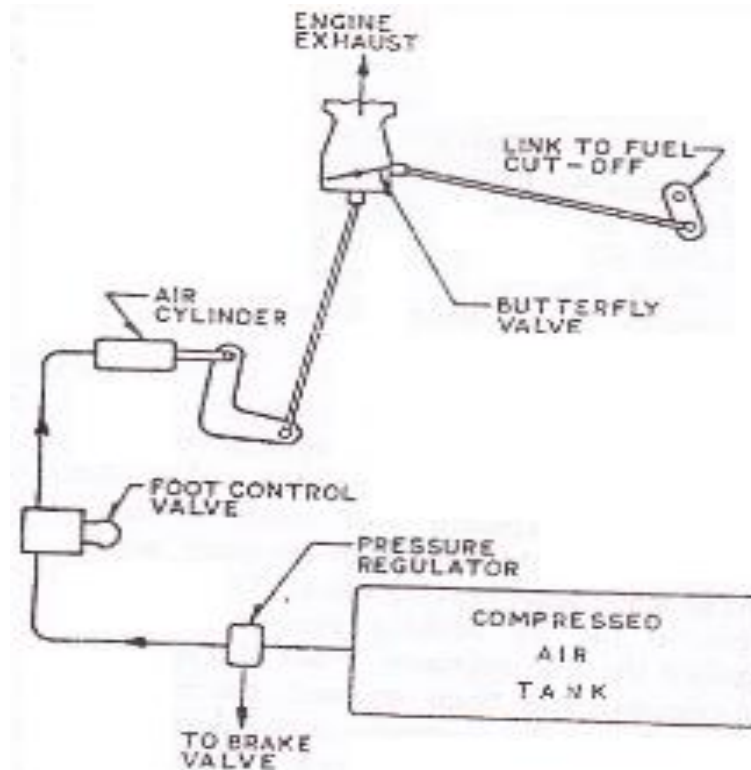 ENGINE
EXHAUST
LINK TO FUEL
CUT-OFF
AIR
CYLINDER
BUTTERFLY
VALVE
FOOT CONTROL
VALVE
PRESSURE
REGULATOR
COMPRESSED
AIR
TANK
TO BRAKE
VALVE